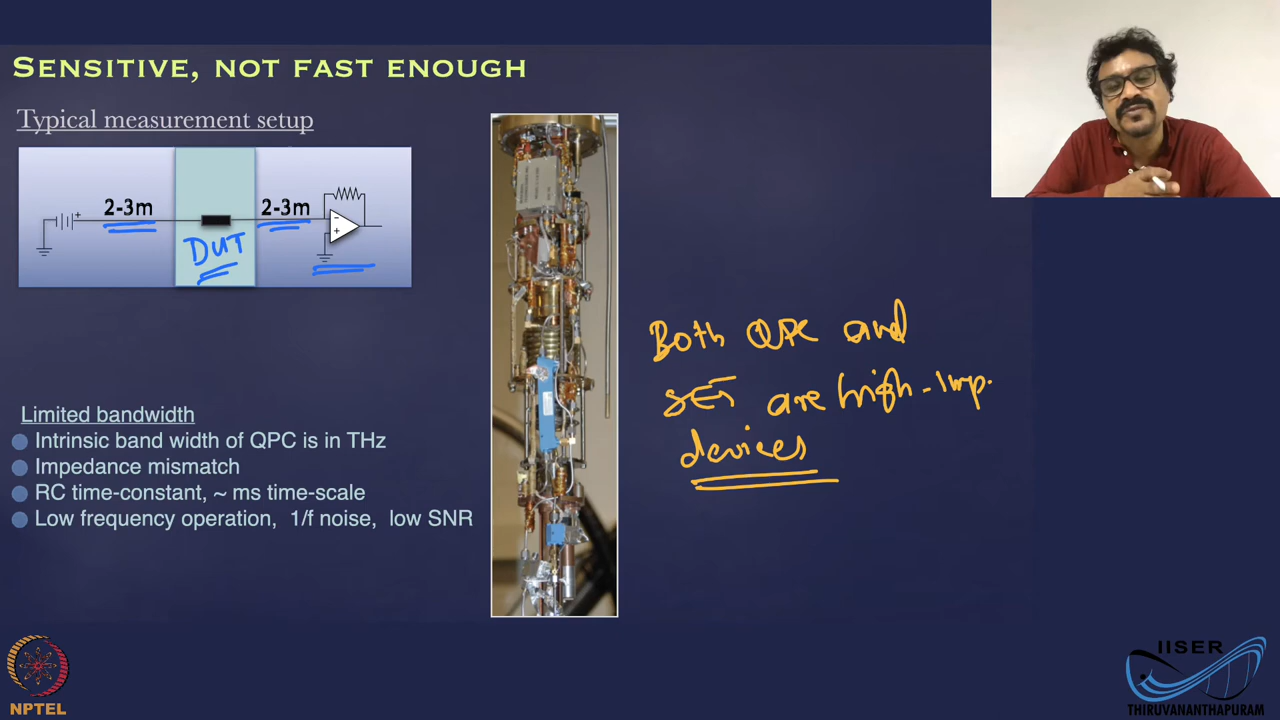 SENSITIVE, NOT FAST ENOUGH
Typical measurement setup
2-3m
2-3m
DUT
Both QPC and
SET are high-Imp.
devices
Limited bandwidth
Intrinsic band width of QPC is in THz
Impedance mismatch
RC time-constant, ~ ms time-scale
Low frequency operation, 1/f noise, low SNR
NPTEL
IISER
THIRUVANANTHAPURAM